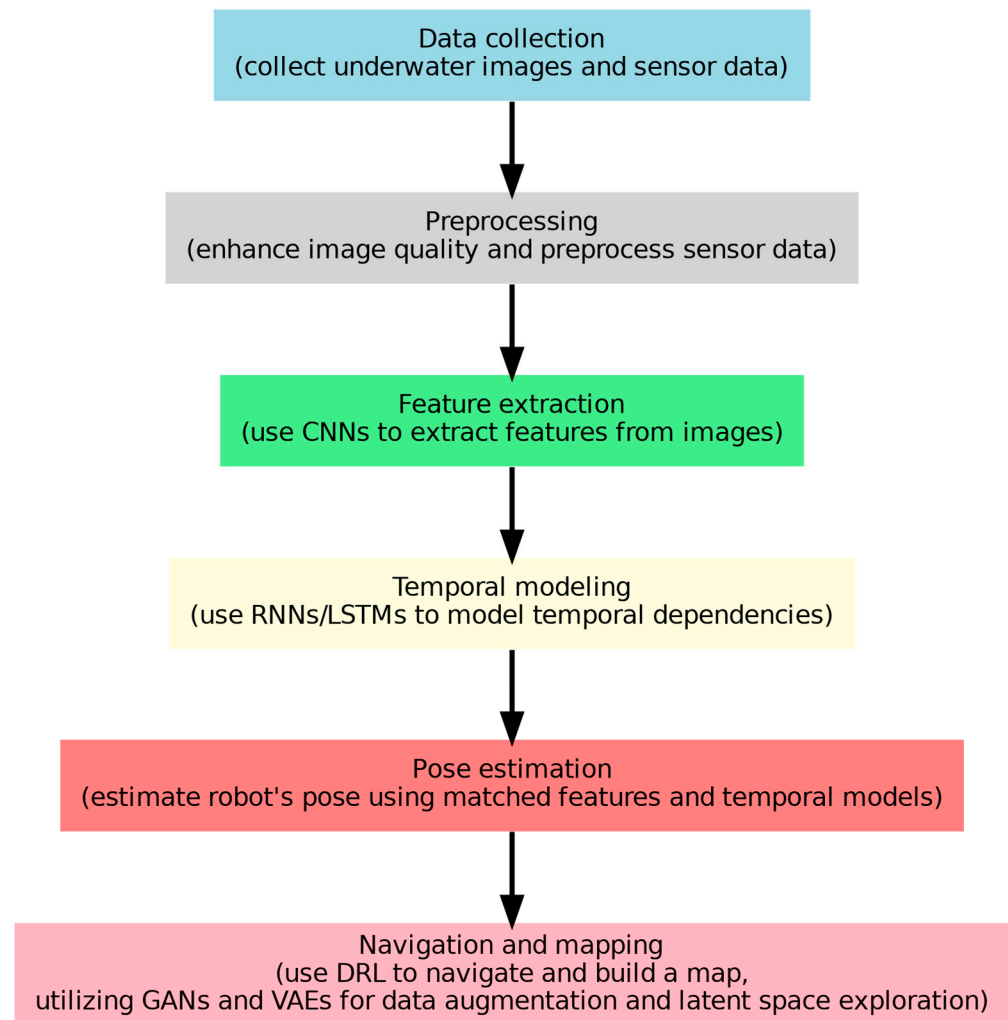 Data collection
(collect underwater images and sensor data)
Preprocessing
(enhance image quality and preprocess sensor data)
Feature extraction
(use CNNs to extract features from images)
Temporal modeling
(use RNNs/LSTMs to model temporal dependencies)
Pose estimation
(estimate robot's pose using matched features and temporal models)
Navigation and mapping
(use DRL to navigate and build a map,
utilizing GANs and VAEs for data augmentation and latent space exploration)